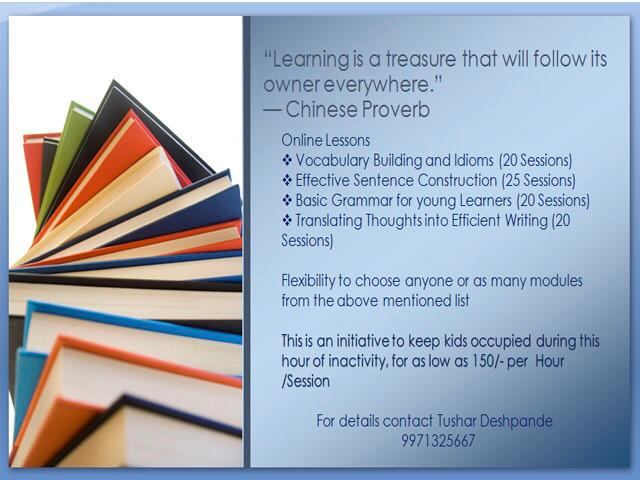 “Learning is a treasure that will follow its
owner everywhere.”
— Chinese Proverb
Online Lessons
❖ Vocabulary Building and Idioms (20 Sessions)
❖ Effective Sentence Construction (25 Sessions)
❖ Basic Grammar for young Learners (20 Sessions)
❖ Translating Thoughts into Efficient Writing (20
Sessions)
Flexibility to choose anyone or as many modules
from the above mentioned list
This is an initiative to keep kids occupied during this
hour of inactivity, for as low as 150/- per Hour
/Session
For details contact Tushar Deshpande
9971325667